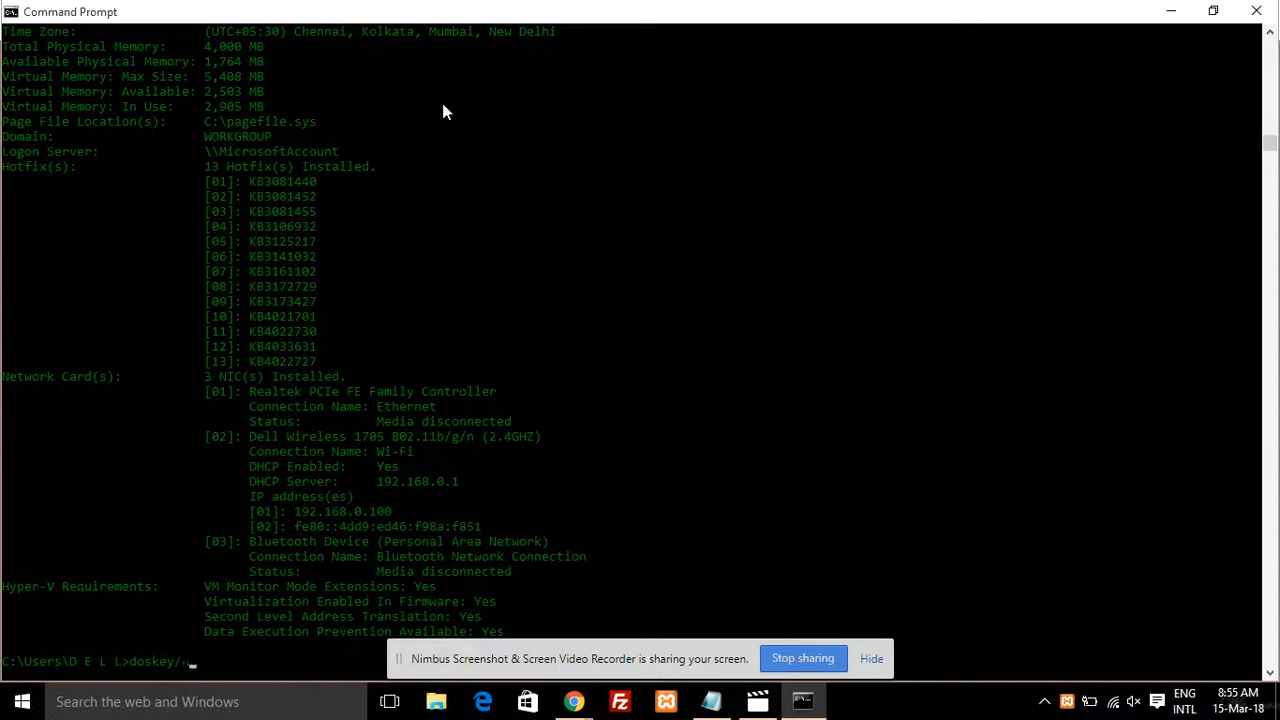 Command Prompt
Time Zone: (UTC+05:30) Chennai, Kolkata, Mumbai, New Delhi
Total Physical Memory: 4,000 MB
Available Physical Memory: 1,764 MB
Virtual Memory: Max Size: 5,408 MB
Virtual Memory: Available: 2,503 MB
Virtual Memory: In Use: 2,905 MB
Page File Location(s): C:\pagefile.sys
Domain: WORKGROUP
Logon Server: \\MicrosoftAccount
Hotfix(s): 13 Hotfix(s) Installed.
[01]: KB3081440
[02]: KB3081452
[03]: KB3081455
[04]: KB3106932
[05]: KB3125217
[06]: KB3141032
[07]: KB3161102
[08]: KB3172729
[09]: KB3173427
[10]: KB4021701
[11]: KB4022730
[12]: KB4033631
[13]: KB4022727
Network Card(s): 3 NIC(s) Installed.
[01]: Realtek PCIe FE Family Controller
Connection Name: Ethernet
Status: Media disconnected
[02]: Dell Wireless 1705 802.11b/g/n (2.4GHZ)
Connection Name: Wi-Fi
DHCP Enabled: Yes
DHCP Server: 192.168.0.1
IP address(es)
[01]: 192.168.0.100
[02]: fe80::4dd9:ed46:f98a:f851
[03]: Bluetooth Device (Personal Area Network)
Connection Name: Bluetooth Network Connection
Status: Media disconnected
Hyper-V Requirements: VM Monitor Mode Extensions: Yes
Virtualization Enabled In Firmware: Yes
Second Level Address Translation: Yes
Data Execution Prevention Available: Yes
C:\Users\D E L L>doskey/
Nimbus Screenshot & Screen Video Recorder is sharing your screen. Stop sharing Hide
Search the web and Windows
ENG 8:55 AM
INTL 15-Mar-18